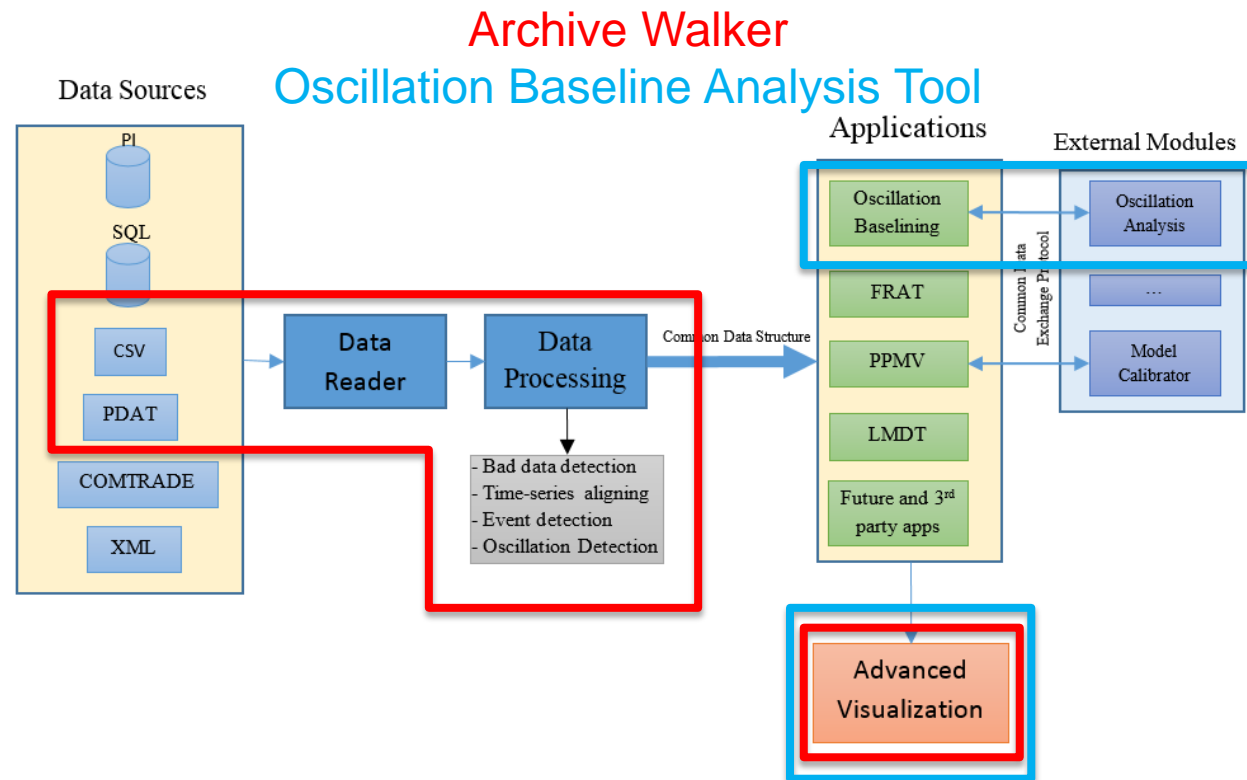 Archive Walker
Oscillation Baseline Analysis Tool
Data Sources
PI
SQL
CSV
PDAT
COMTRADE
XML
Data
Reader
Data
Processing
- Bad data detection
- Time-series aligning
- Event detection
- Oscillation Detection
Common Data Structure
Applications
Oscillation
Baselining
FRAT
PPMV
LMDT
Future and 3rd
party apps
Common Data
Exchange Protocol
External Modules
Oscillation
Analysis
...
Model
Calibrator
Advanced
Visualization